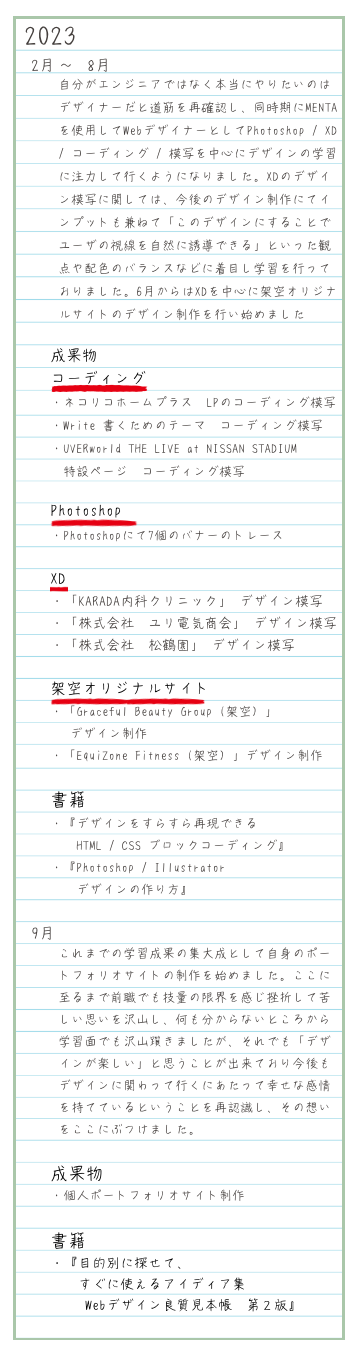 2023
2月 ～ 8月
自分がエンジニアではなく本当にやりたいのは
デザイナーだと道筋を再確認し、同時期にMENTA
を使用してWebデザイナーとしてPhotoshop / XD
/ コーディング / 模写を中心にデザインの学習
に注力して行くようになりました。XDのデザイ
ン模写に関しては、今後のデザイン制作にてイ
ンプットも兼ねて「このデザインにすることで
ユーザの視線を自然に誘導できる」といった観
点や配色のバランスなどに着目し学習を行って
おりました。6月からはXDを中心に架空オリジナ
ルサイトのデザイン制作を行い始めました
成果物
コーディング
・ネコリコホームプラス　LPのコーディング模写
・Write 書くためのテーマ　コーディング模写
・UVERworld THE LIVE at NISSAN STADIUM
特設ページ　コーディング模写
Photoshop
・Photoshopにて7個のバナーのトレース
XD
・「KARADA内科クリニック」 デザイン模写
・「株式会社　ユリ電気商会」 デザイン模写
・「株式会社　松鶴園」 デザイン模写
架空オリジナルサイト
・「Graceful Beauty Group（架空）」
デザイン制作
・「EquiZone Fitness（架空）」デザイン制作
書籍
・『デザインをすらすら再現できる
HTML / CSS ブロックコーディング』
・『Photoshop / Illustrator
デザインの作り方』
9月
これまでの学習成果の集大成として自身のポー
トフォリオサイトの制作を始めました。ここに
至るまで前職でも技量の限界を感じ挫折して苦
しい思いを沢山し、何も分からないところから
学習面でも沢山躓きましたが、それでも「デザ
インが楽しい」と思うことが出来ており今後も
デザインに関わって行くにあたって幸せな感情
を持てているということを再認識し、その想い
をここにぶつけました。
成果物
・個人ポートフォリオサイト制作
書籍
・『目的別に探せて、
すぐに使えるアイディア集
Webデザイン良質見本帳　第２版』